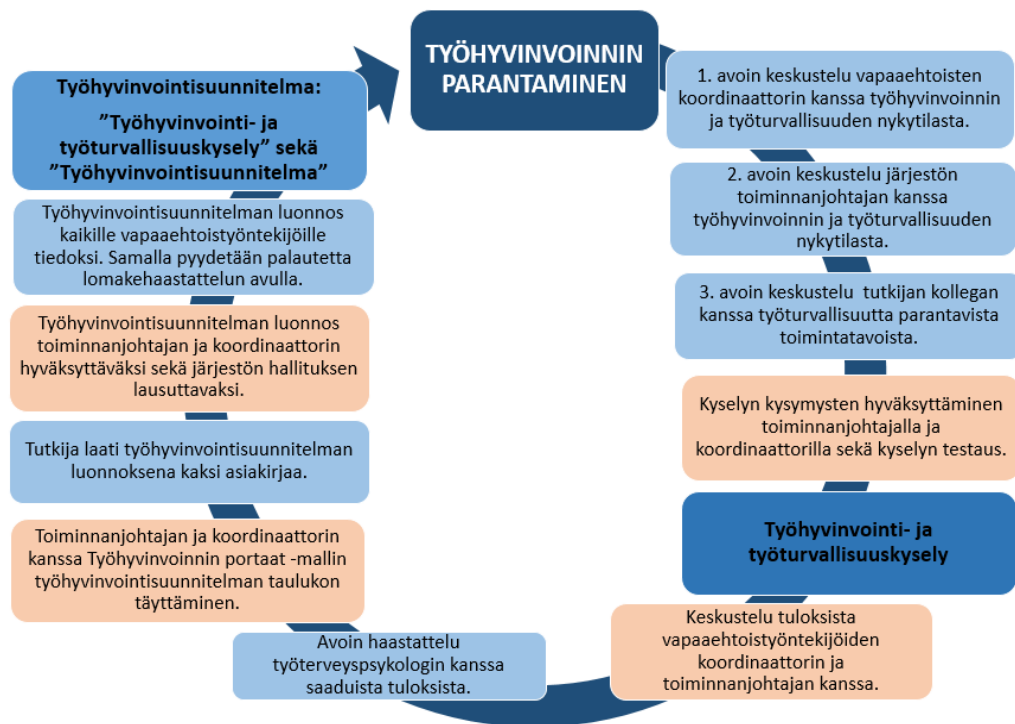 TYÖHYVINVOINNIN
PARANTAMINEN
1. avoin keskustelu vapaaehtoisten
koordinaattorin kanssa työhyvinvoinnin
ja työturvallisuuden nykytilasta.
2. avoin keskustelu järjestön
toiminnanjohtajan kanssa
työhyvinvoinnin ja työturvallisuuden
nykytilasta.
3. avoin keskustelu tutkijan kollegan
kanssa työturvallisuutta parantavista
toimintatavoista.
Kyselyn kysymysten hyväksyttäminen
toiminnanjohtajalla ja
koordinaattorilla sekä kyselyn testaus.
Työhyvinvointi- ja
työturvallisuuskysely
Keskustelu tuloksista
vapaaehtoistyöntekijöiden
koordinaattorin ja
toiminnanjohtajan kanssa.
Avoin haastattelu
työterveyspsykologin kanssa
saaduista tuloksista.
Toiminnanjohtajan ja koordinaattorin
kanssa Työhyvinvoinnin portaat -mallin
työhyvinvointisuunnitelman taulukon
täyttäminen.
Tutkija laati työhyvinvointisuunnitelman
luonnoksena kaksi asiakirjaa.
Työhyvinvointisuunnitelman luonnos
toiminnanjohtajan ja koordinaattorin
hyväksyttäväksi sekä järjestön hallituksen
lausuttavaksi.
Työhyvinvointisuunnitelman luonnos
kaikille vapaaehtoistyöntekijöille
tiedoksi. Samalla pyydetään palautetta
lomakehaastattelun avulla.
Työhyvinvointisuunnitelma:
”Työhyvinvointi- ja
työturvallisuuskysely” sekä
”Työhyvinvointisuunnitelma”